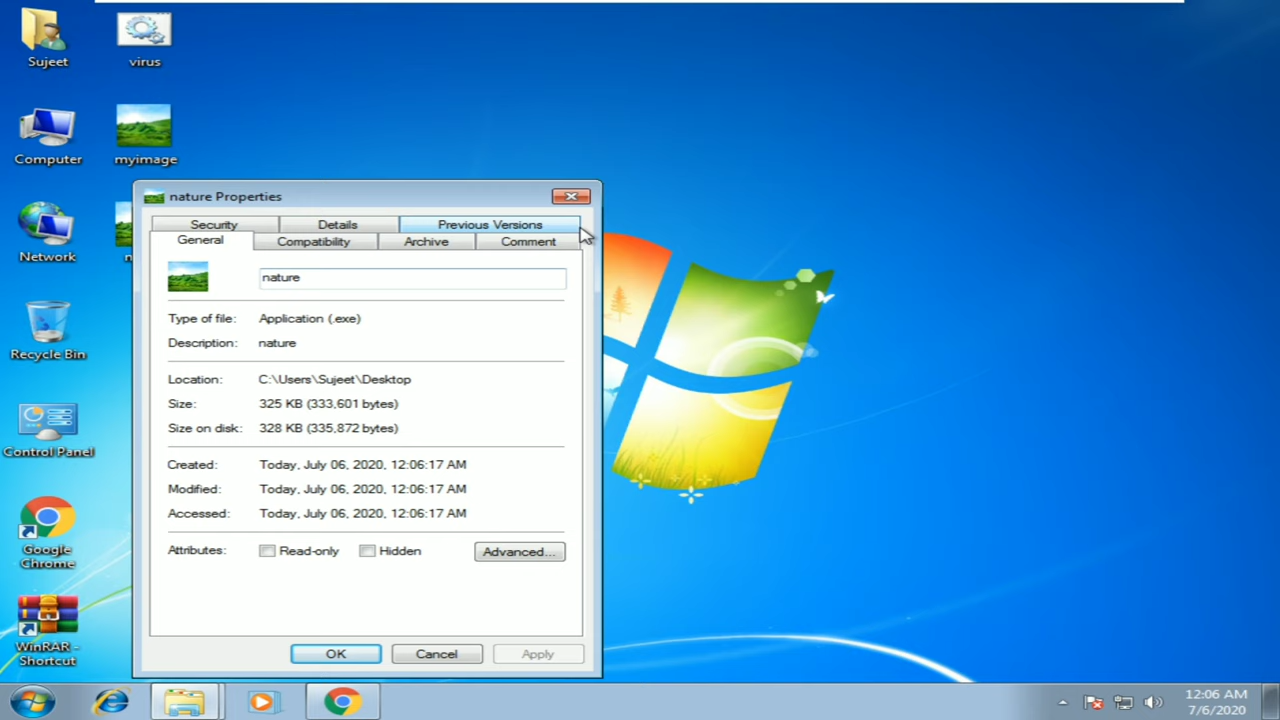 Sujeet
virus
Computer
myimage
Network
n
Recycle Bin
Control Panel
Google
Chrome
WinRAR -
Shortcut
nature Properties
Security
Details
Previous Versions
General
Compatibility
Archive
Comment
nature
Type of file:
Application (.exe)
Description:
nature
Location:
C:\Users\Sujeet\Desktop
Size:
325 KB (333,601 bytes)
Size on disk:
328 KB (335,872 bytes)
Created:
Today, July 06, 2020, 12:06:17 AM
Modified:
Today, July 06, 2020, 12:06:17 AM
Accessed:
Today, July 06, 2020, 12:06:17 AM
Attributes:
Read-only
Hidden
Advanced...
OK
Cancel
Apply
12:06 AM
7/6/2020